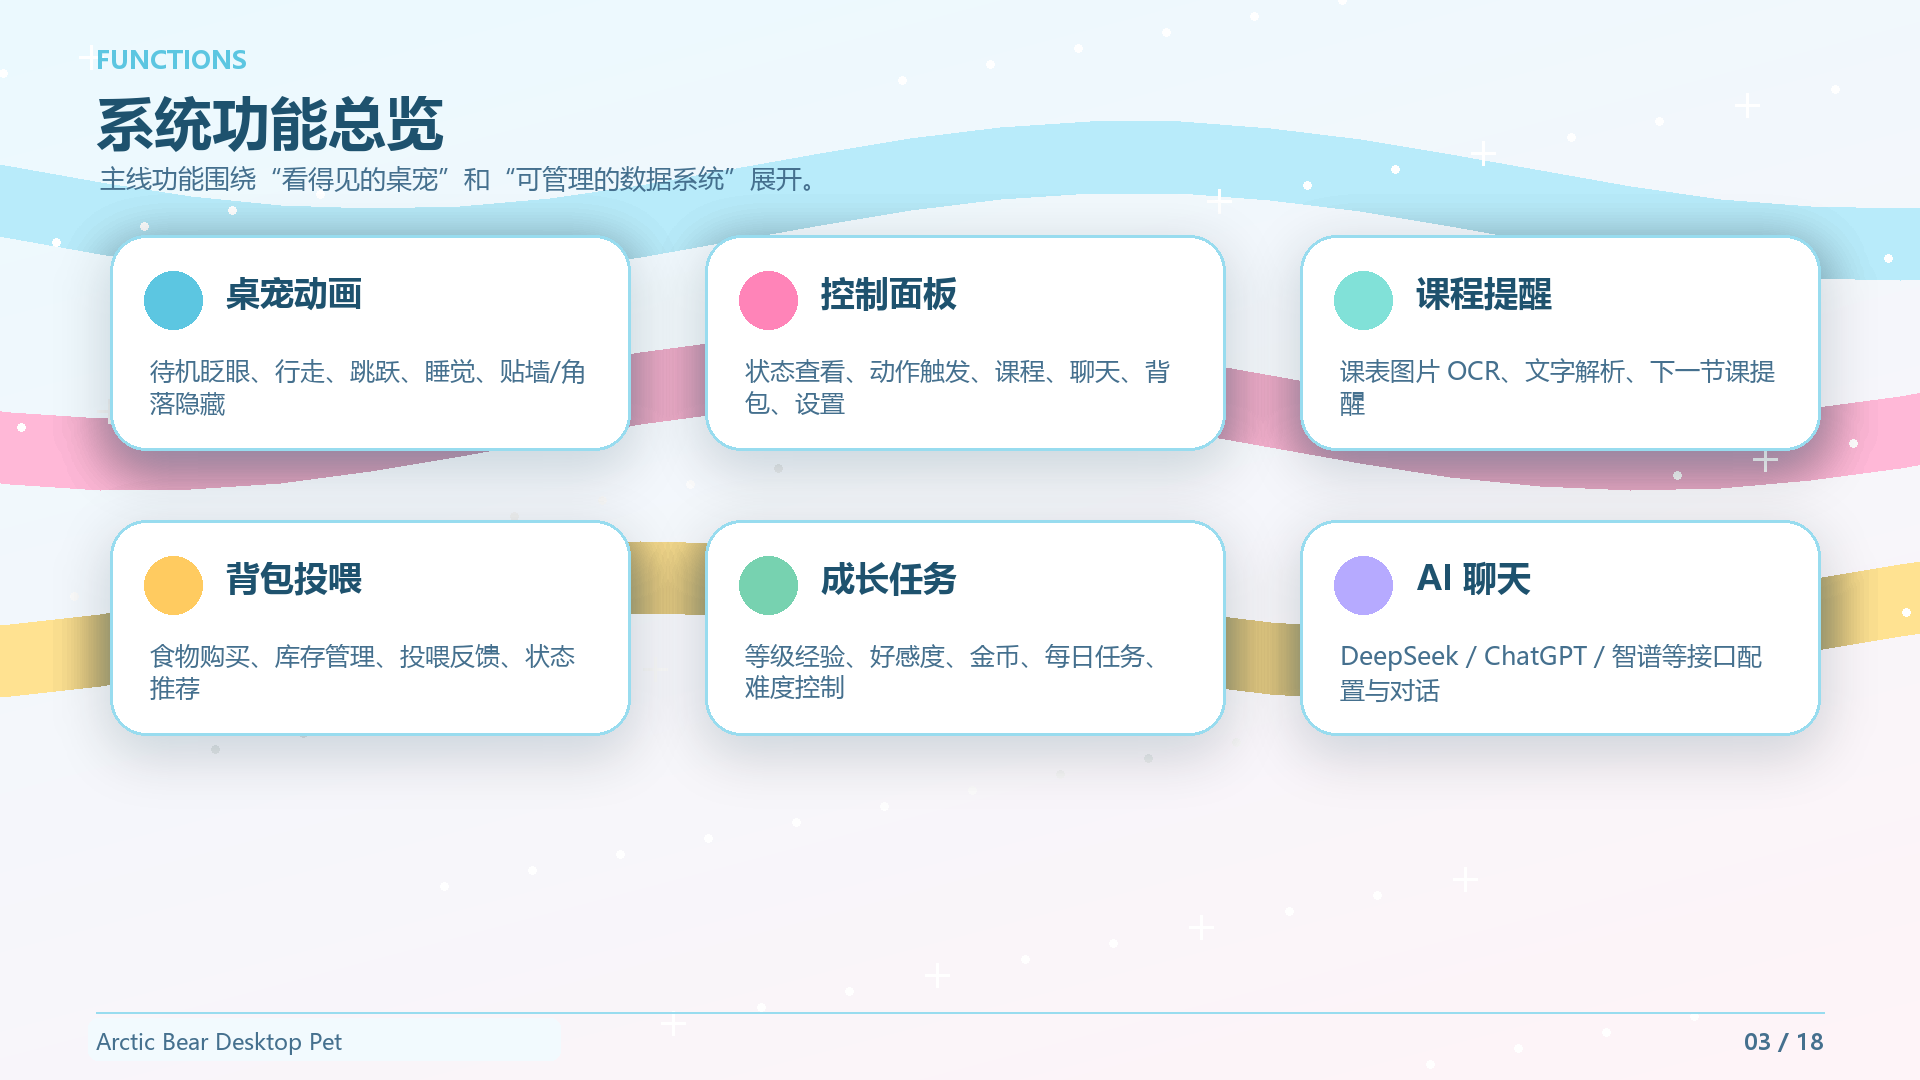 FUNCTIONS
系统功能总览
主线功能围绕“看得见的桌宠”和“可管理的数据系统”展开。
桌宠动画
待机眨眼、行走、跳跃、睡觉、贴墙/角
落隐藏
控制面板
状态查看、动作触发、课程、聊天、背
包、设置
课程提醒
课表图片 OCR、文字解析、下一节课提
醒
背包投喂
食物购买、库存管理、投喂反馈、状态
推荐
成长任务
等级经验、好感度、金币、每日任务、
难度控制
AI 聊天
DeepSeek / ChatGPT / 智谱等接口配
置与对话
Arctic Bear Desktop Pet
03 / 18